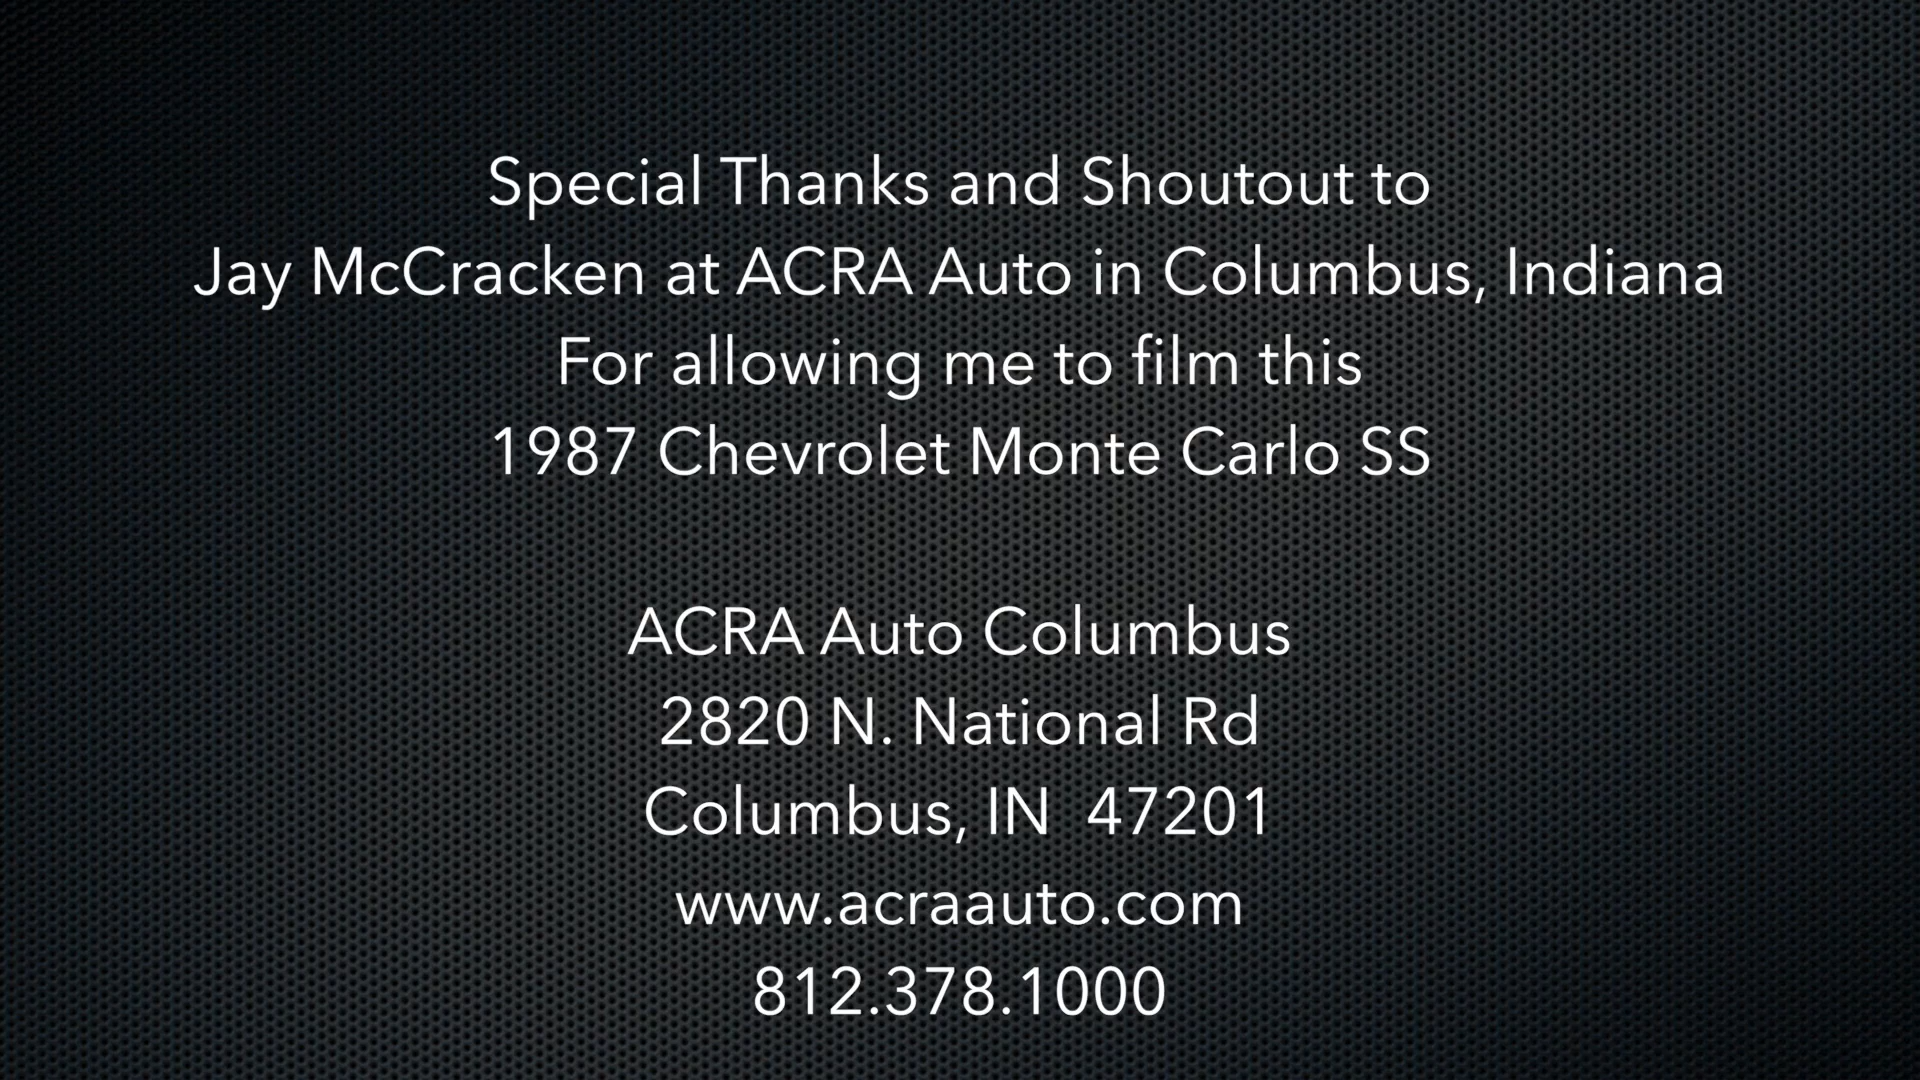 Special Thanks and Shoutout to
Jay McCracken at ACRA Auto in Columbus, Indiana
For allowing me to film this
1987 Chevrolet Monte Carlo SS
ACRA Auto Columbus
2820 N. National Rd
Columbus, IN  47201
www.acraauto.com
812.378.1000